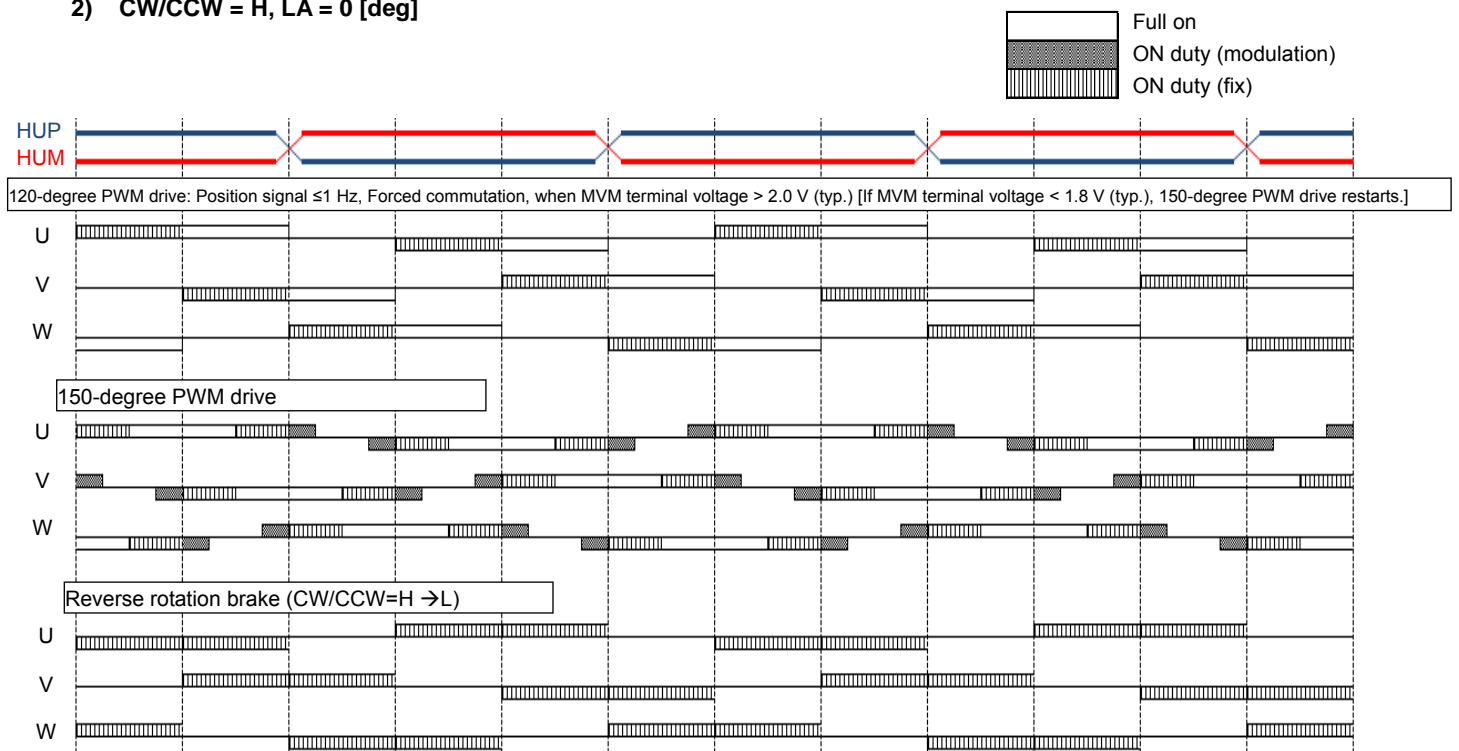 2) CW/CCW = H, LA = 0 [deg]
Full on
ON duty (modulation)
ON duty (fix)
HUP
HUM
120-degree PWM drive: Position signal ≤1 Hz, Forced commutation, when MVM terminal voltage > 2.0 V (typ.) [If MVM terminal voltage < 1.8 V (typ.), 150-degree PWM drive restarts.]
U
V
W
150-degree PWM drive
U
V
W
Reverse rotation brake (CW/CCW=H →L)
U
V
W